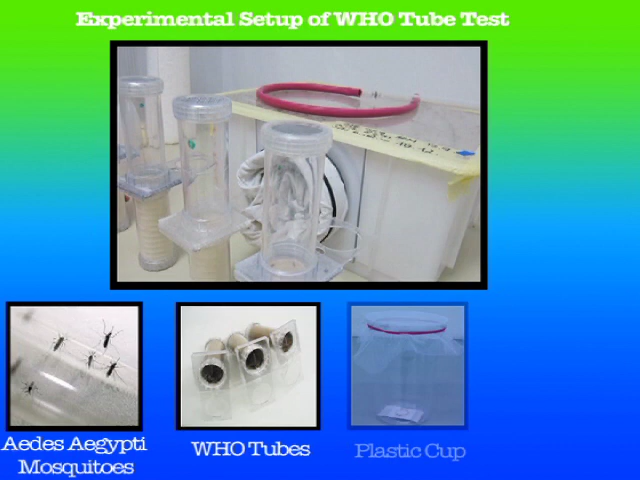 Experimental Setup of WHO Tube Test
Aedes Aegypti
Mosquitoes
WHO Tubes
Plastic Cup